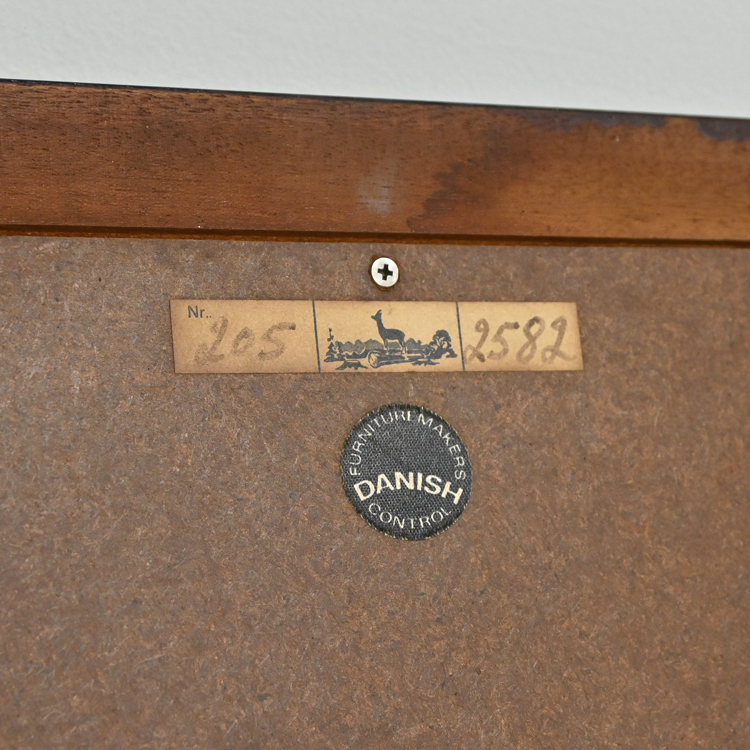 Nr.. 205 2582
FURNITUREMAKERS
DANISH
CONTROL